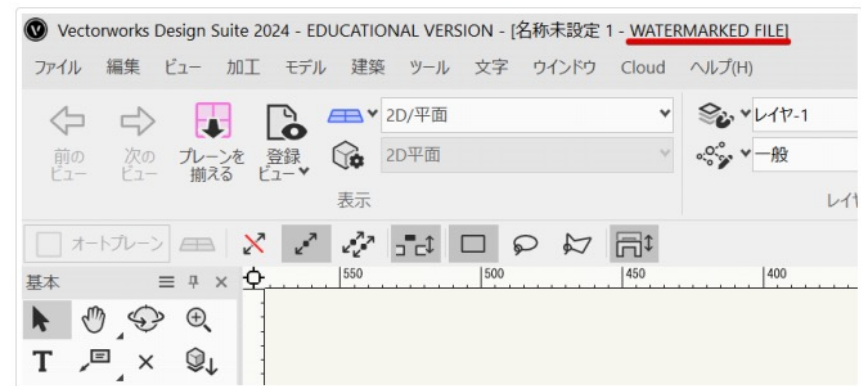 Vectorworks Design Suite 2024 - EDUCATIONAL VERSION - [名称未設定 1 - WATERMARKED FILE]
ファイル 編集 ビュー 加工 モデル 建築 ツール 文字 ウインドウ Cloud ヘルプ(H)
2D/平面 レイヤ-1
前の
ビュー
次の
ビュー
プレーンを
揃える
登録
ビュー
2D平面 一般
表示
オートプレーン
基本
550 500 450 400
T